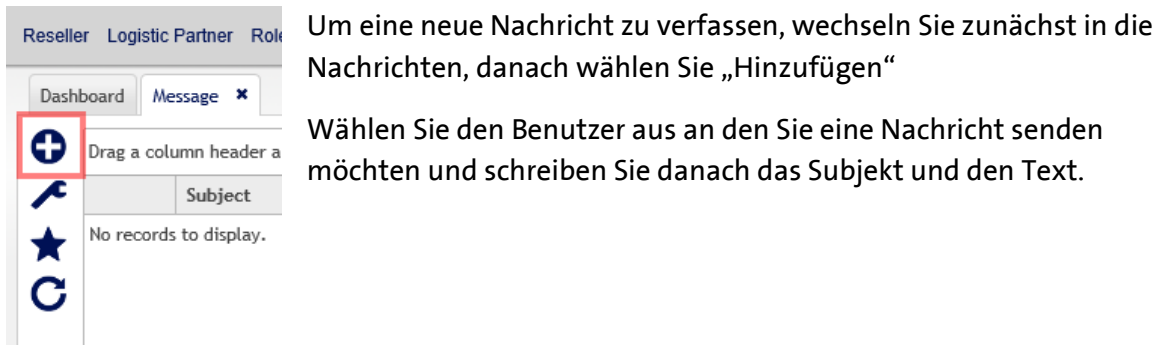 Reseller Logistic Partner
Dashboard Message
Drag a column header a
Subject
No records to display.
Um eine neue Nachricht zu verfassen, wechseln Sie zunächst in die
Nachrichten, danach wählen Sie „Hinzufügen“
Wählen Sie den Benutzer aus an den Sie eine Nachricht senden
möchten und schreiben Sie danach das Subjekt und den Text.